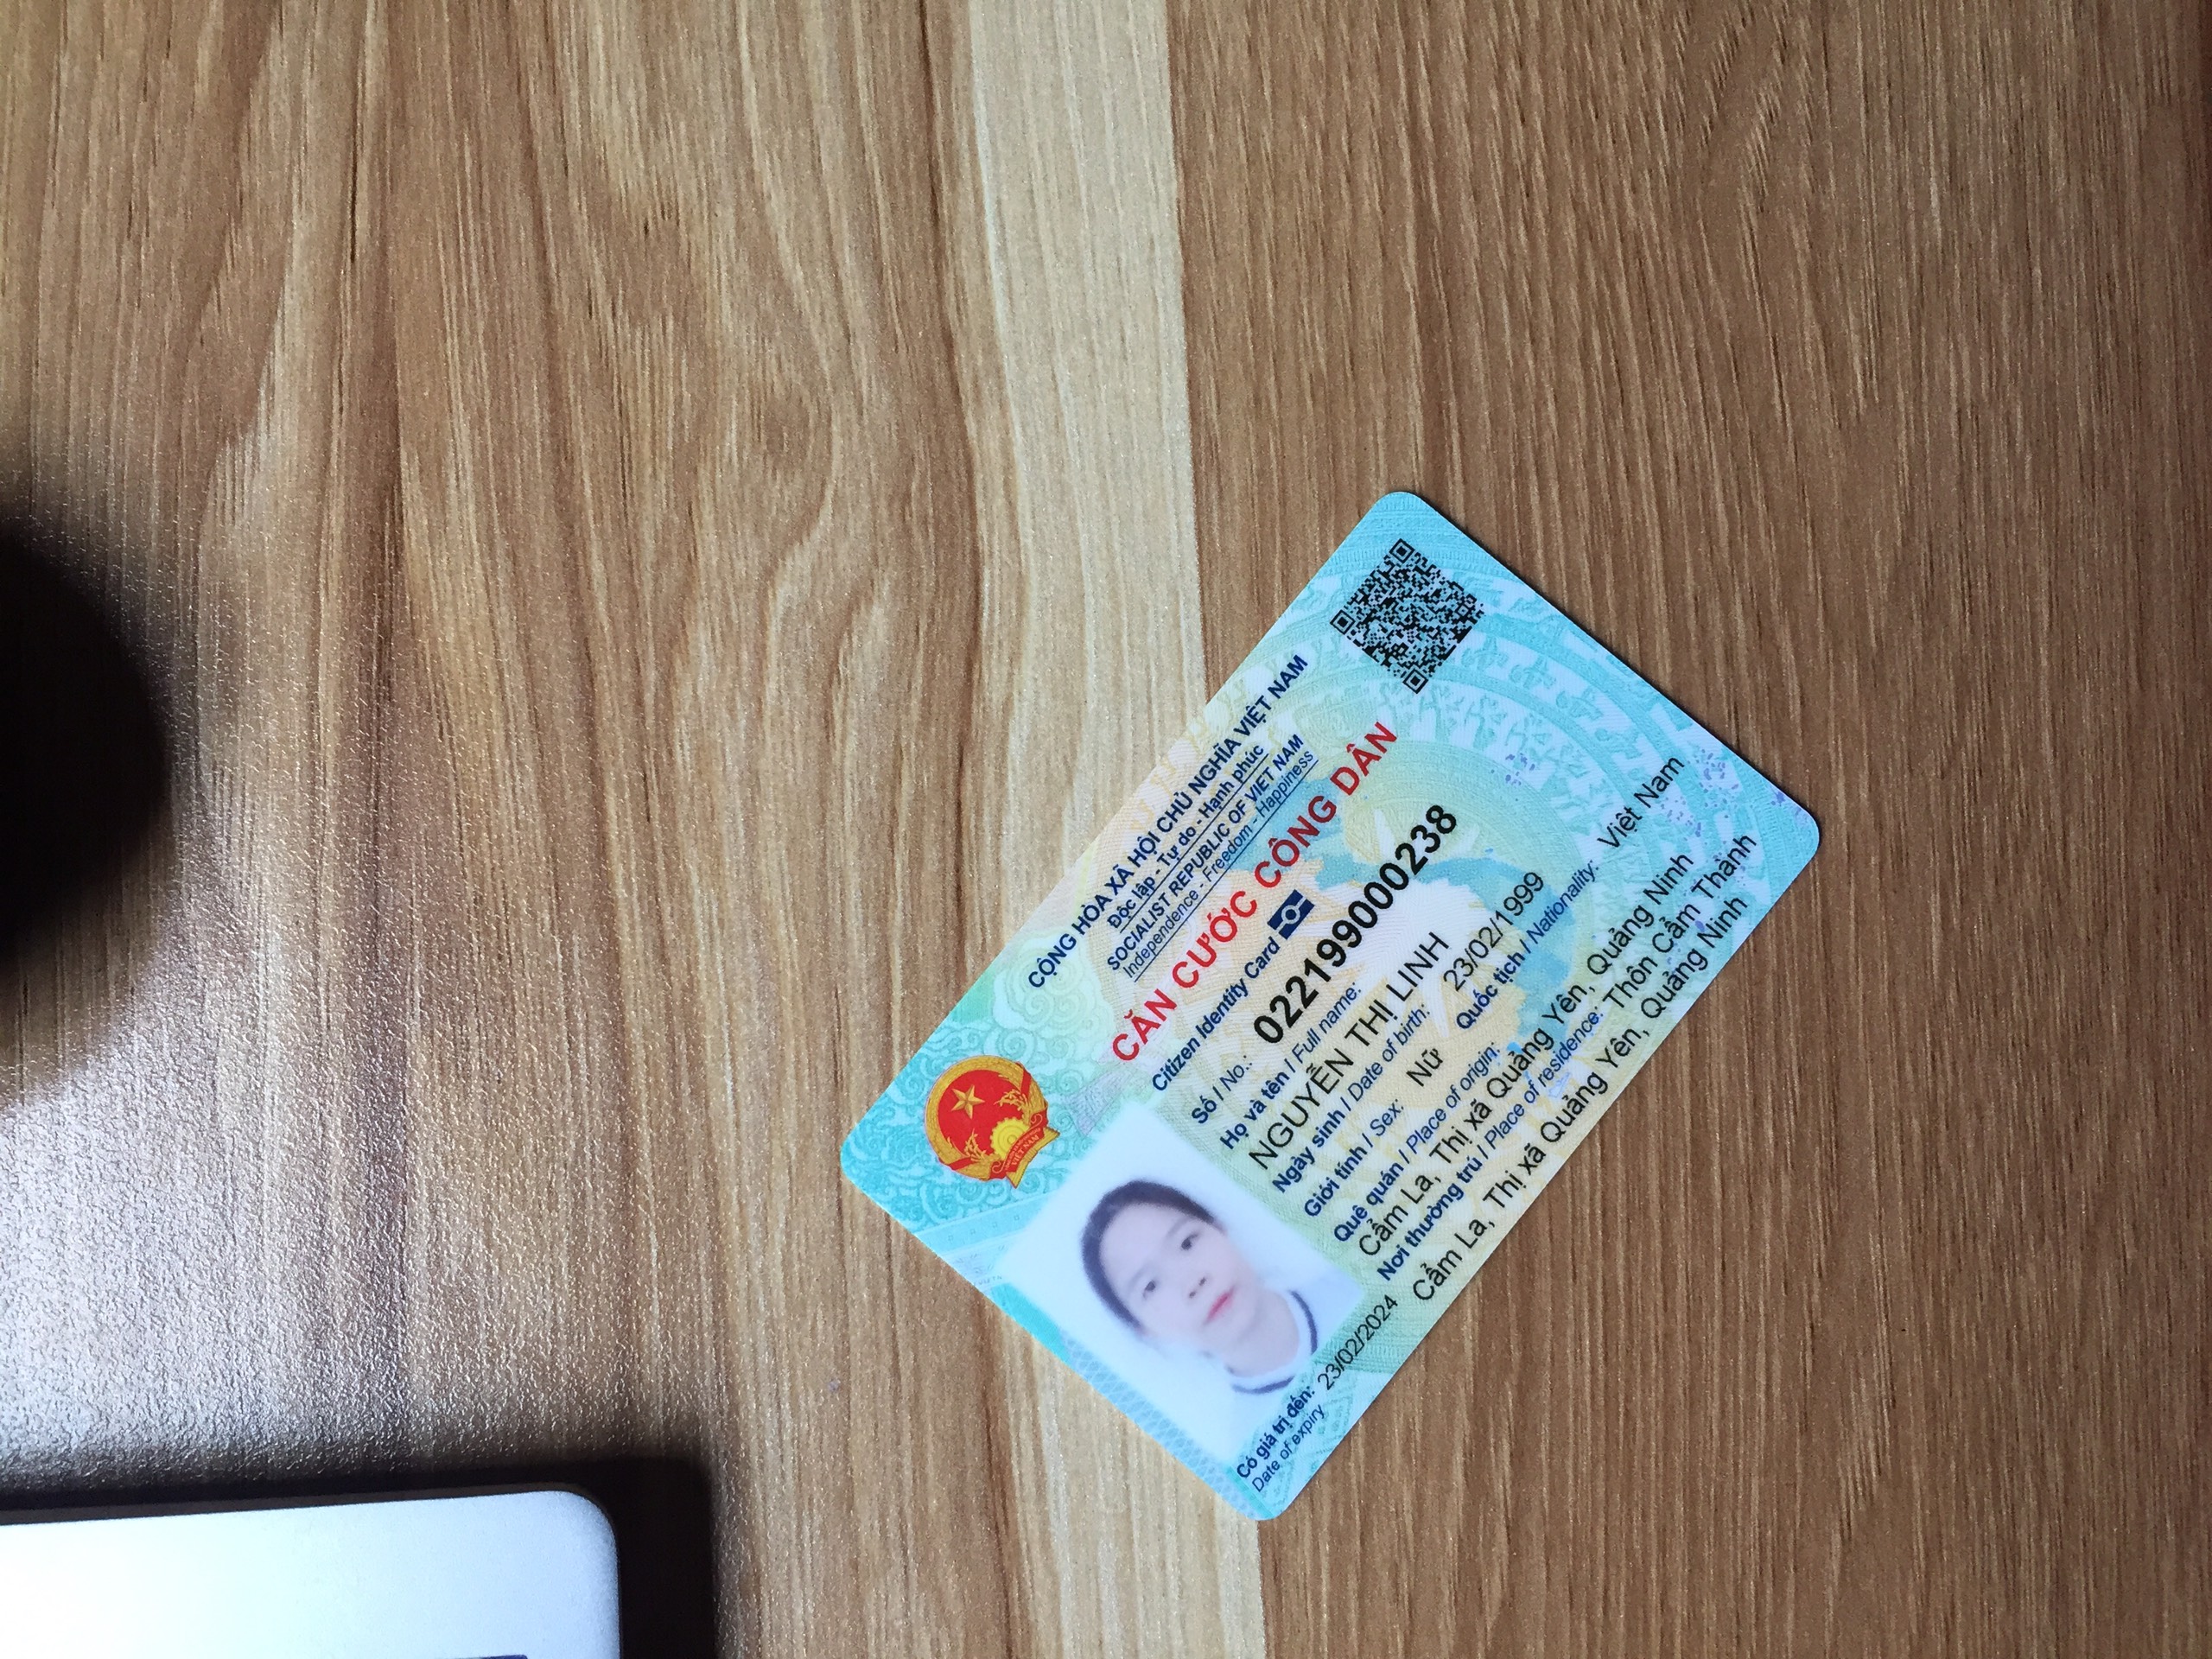 CỘNG HÒA XÃ HỘI CHỦ NGHĨA VIỆT NAM
Độc lập - Tự do - Hạnh phúc
SOCIALIST REPUBLIC OF VIET NAM
Independence - Freedom - Happiness
CĂN CƯỚC CÔNG DÂN
Citizen Identity Card
Số / No.: 022199000238
Họ và tên / Full name:
NGUYỄN THỊ LINH
Ngày sinh / Date of birth: 23/02/1999
Giới tính / Sex: Nữ Quốc tịch / Nationality: Việt Nam
Quê quán / Place of origin:
Cẩm La, Thị xã Quảng Yên, Quảng Ninh
Nơi thường trú / Place of residence: Thôn Cẩm Thành
Cẩm La, Thị xã Quảng Yên, Quảng Ninh
Có giá trị đến: 23/02/2024
Date of expiry